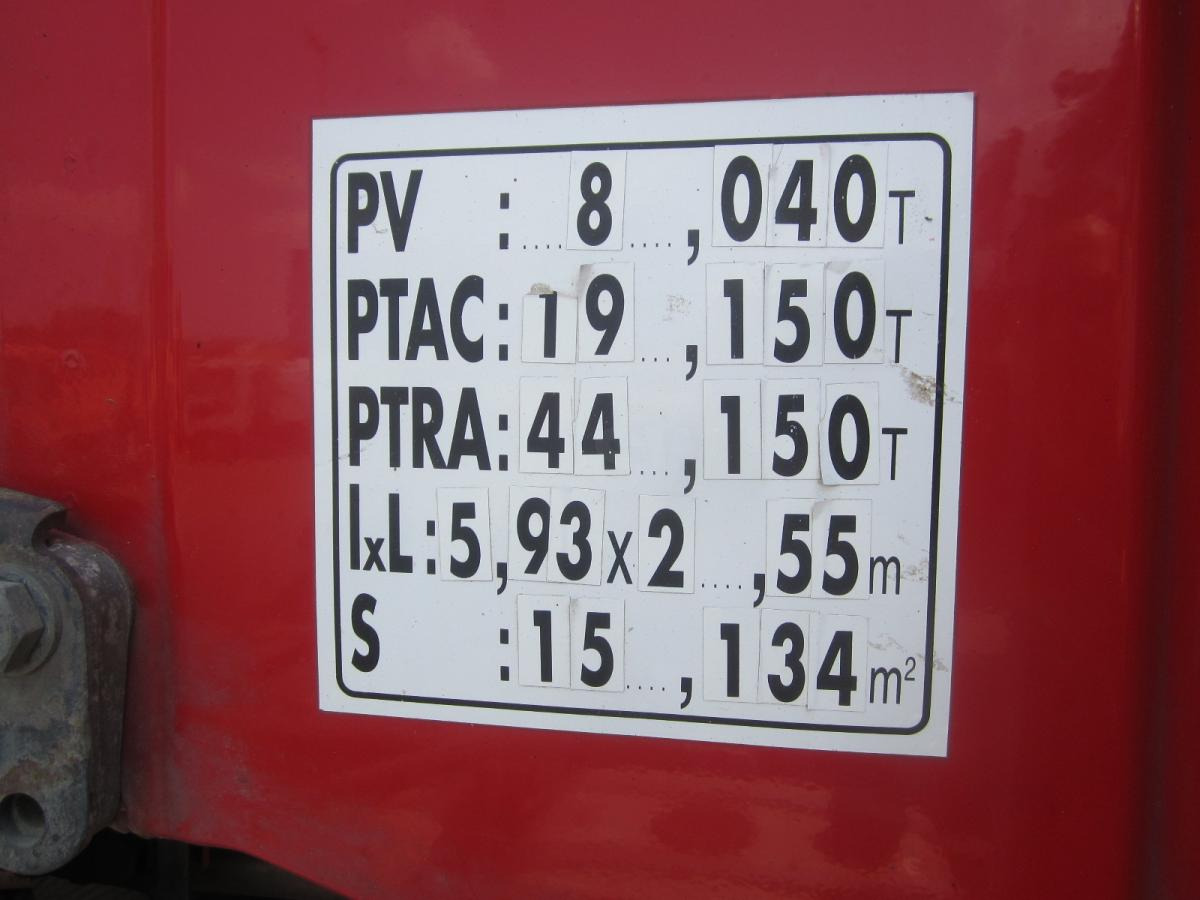 PV : 8 ,040 T
PTAC : 19 ,150 T
PTRA : 44 ,150 T
lxL : 5,93 x 2 ,55 m
S : 15 ,134 m²